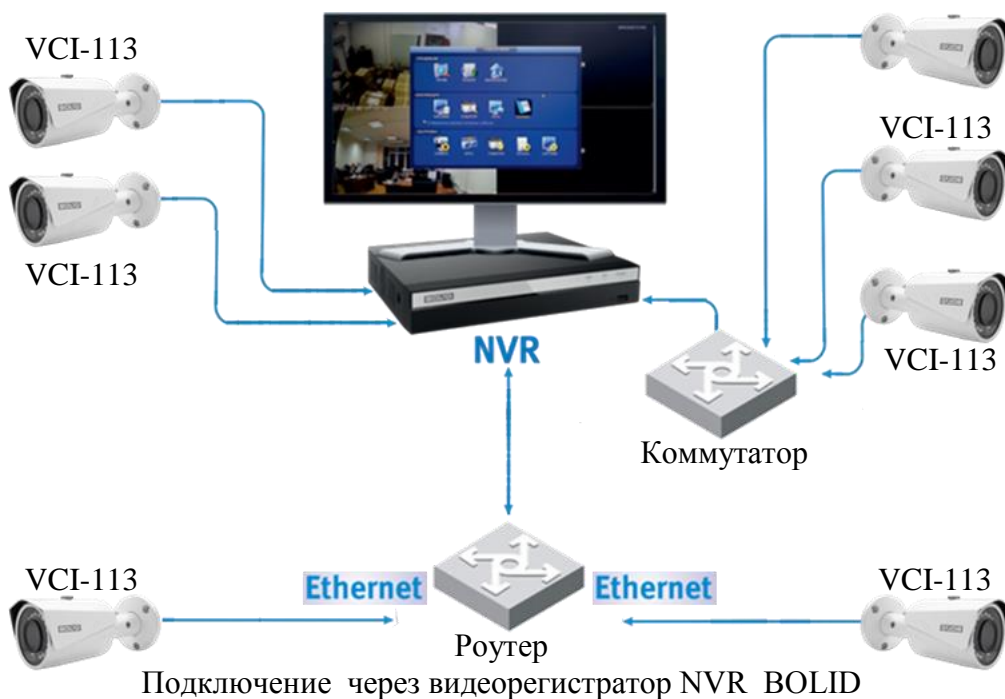 VCI-113
VCI-113
VCI-113
VCI-113
BOLID
NVR
Коммутатор
VCI-113
VCI-113
Ethernet
Ethernet
Роутер
Подключение через видеорегистратор NVR BOLID